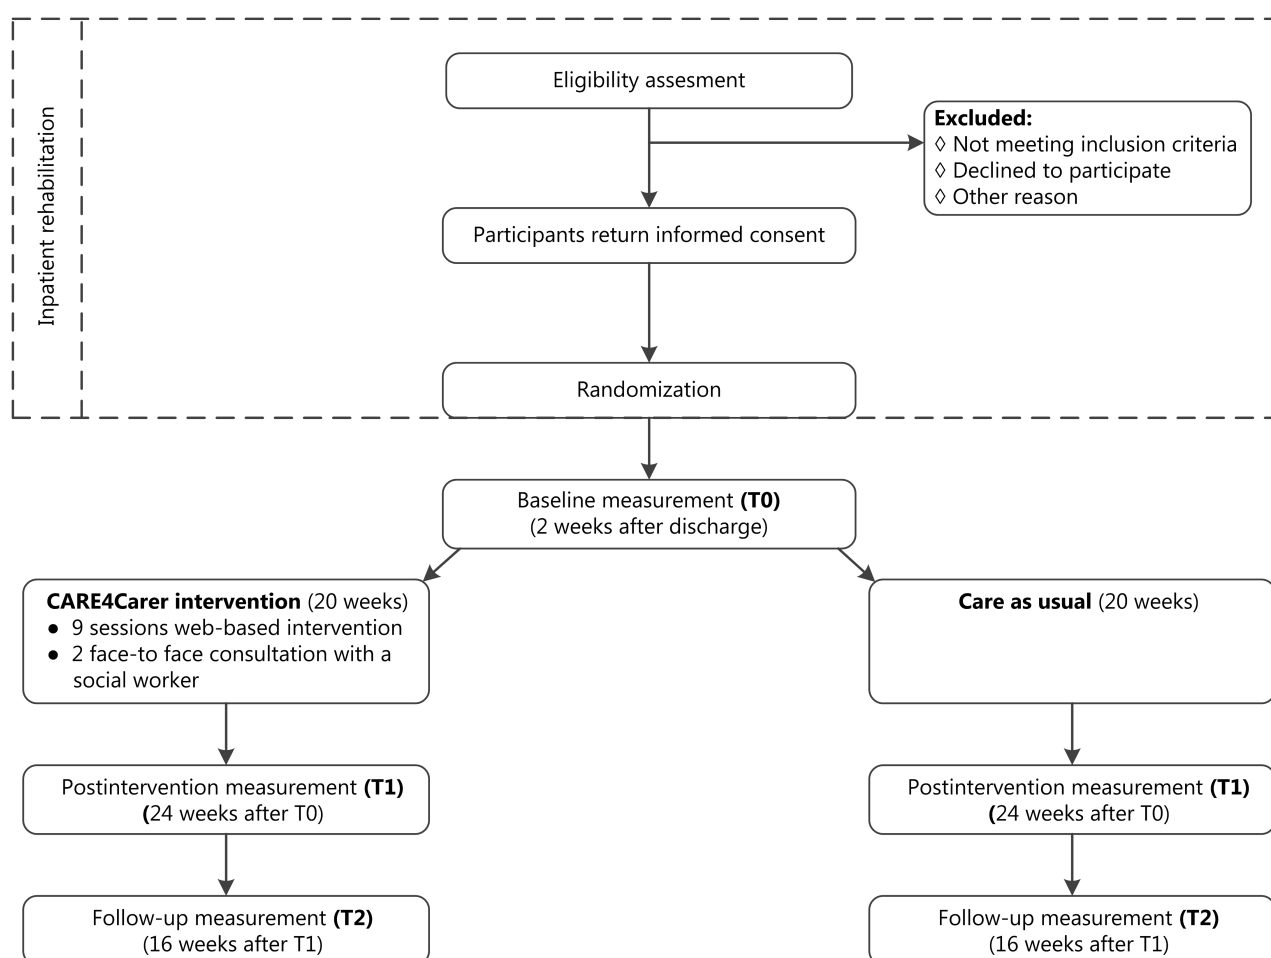 Inpatient rehabilitation
Eligibility assesment
Excluded:
◊ Not meeting inclusion criteria
◊ Declined to participate
◊ Other reason
Participants return informed consent
Randomization
Baseline measurement (T0)
(2 weeks after discharge)
CARE4Carer intervention (20 weeks)
● 9 sessions web-based intervention
● 2 face-to face consultation with a
social worker
Care as usual (20 weeks)
Postintervention measurement (T1)
(24 weeks after T0)
Postintervention measurement (T1)
(24 weeks after T0)
Follow-up measurement (T2)
(16 weeks after T1)
Follow-up measurement (T2)
(16 weeks after T1)